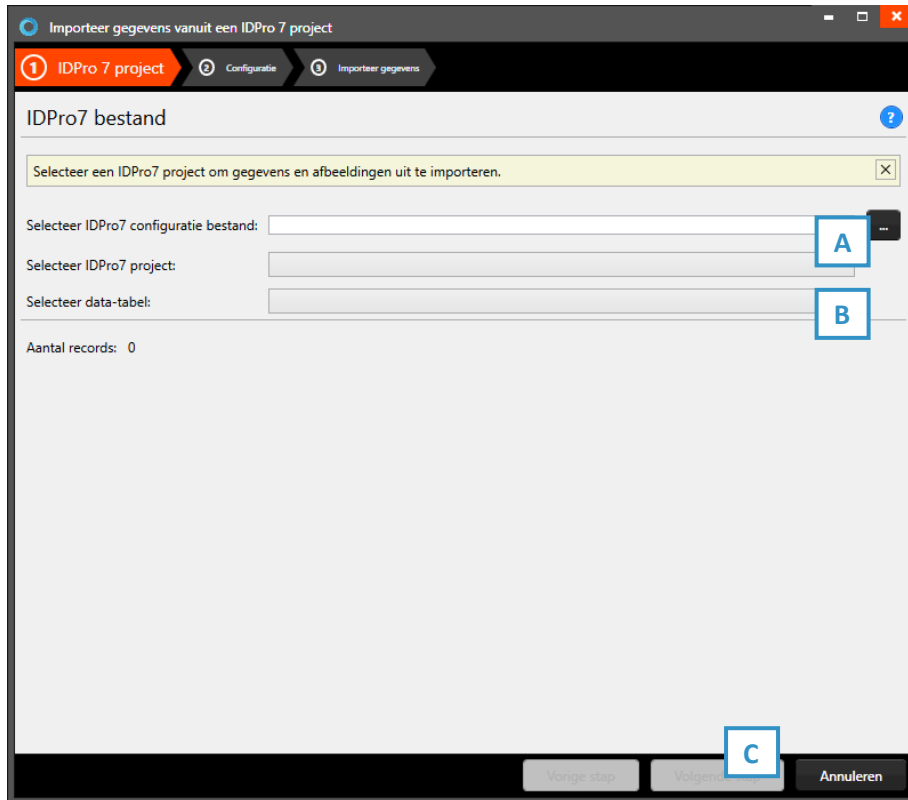 Importeer gegevens vanuit een IDPro 7 project
1 IDPro 7 project 2 Configuratie 3 Importeer gegevens
IDPro7 bestand
?
Selecteer een IDPro7 project om gegevens en afbeeldingen uit te importeren.
Selecteer IDPro7 configuratie bestand: A ...
Selecteer IDPro7 project:
Selecteer data-tabel: B
Aantal records: 0
Vorige stap Volgende stap C Annuleren